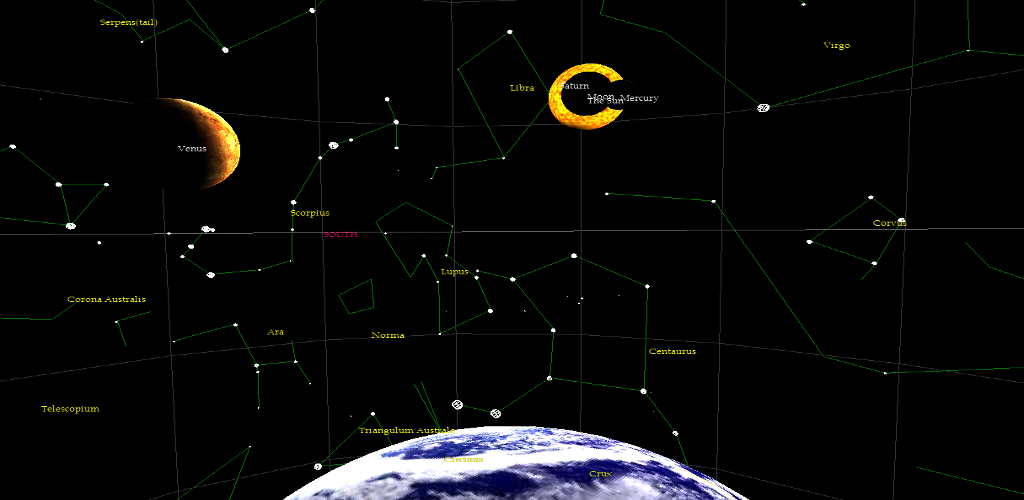 Serpens(tail)
Virgo
Libra
Saturn
Moon
Mercury
The Sun
Venus
Scorpius
Corvus
SOUTH
Lupus
Corona Australis
Ara
Norma
Centaurus
Telescopium
Triangulum Australe
Circinus
Crux